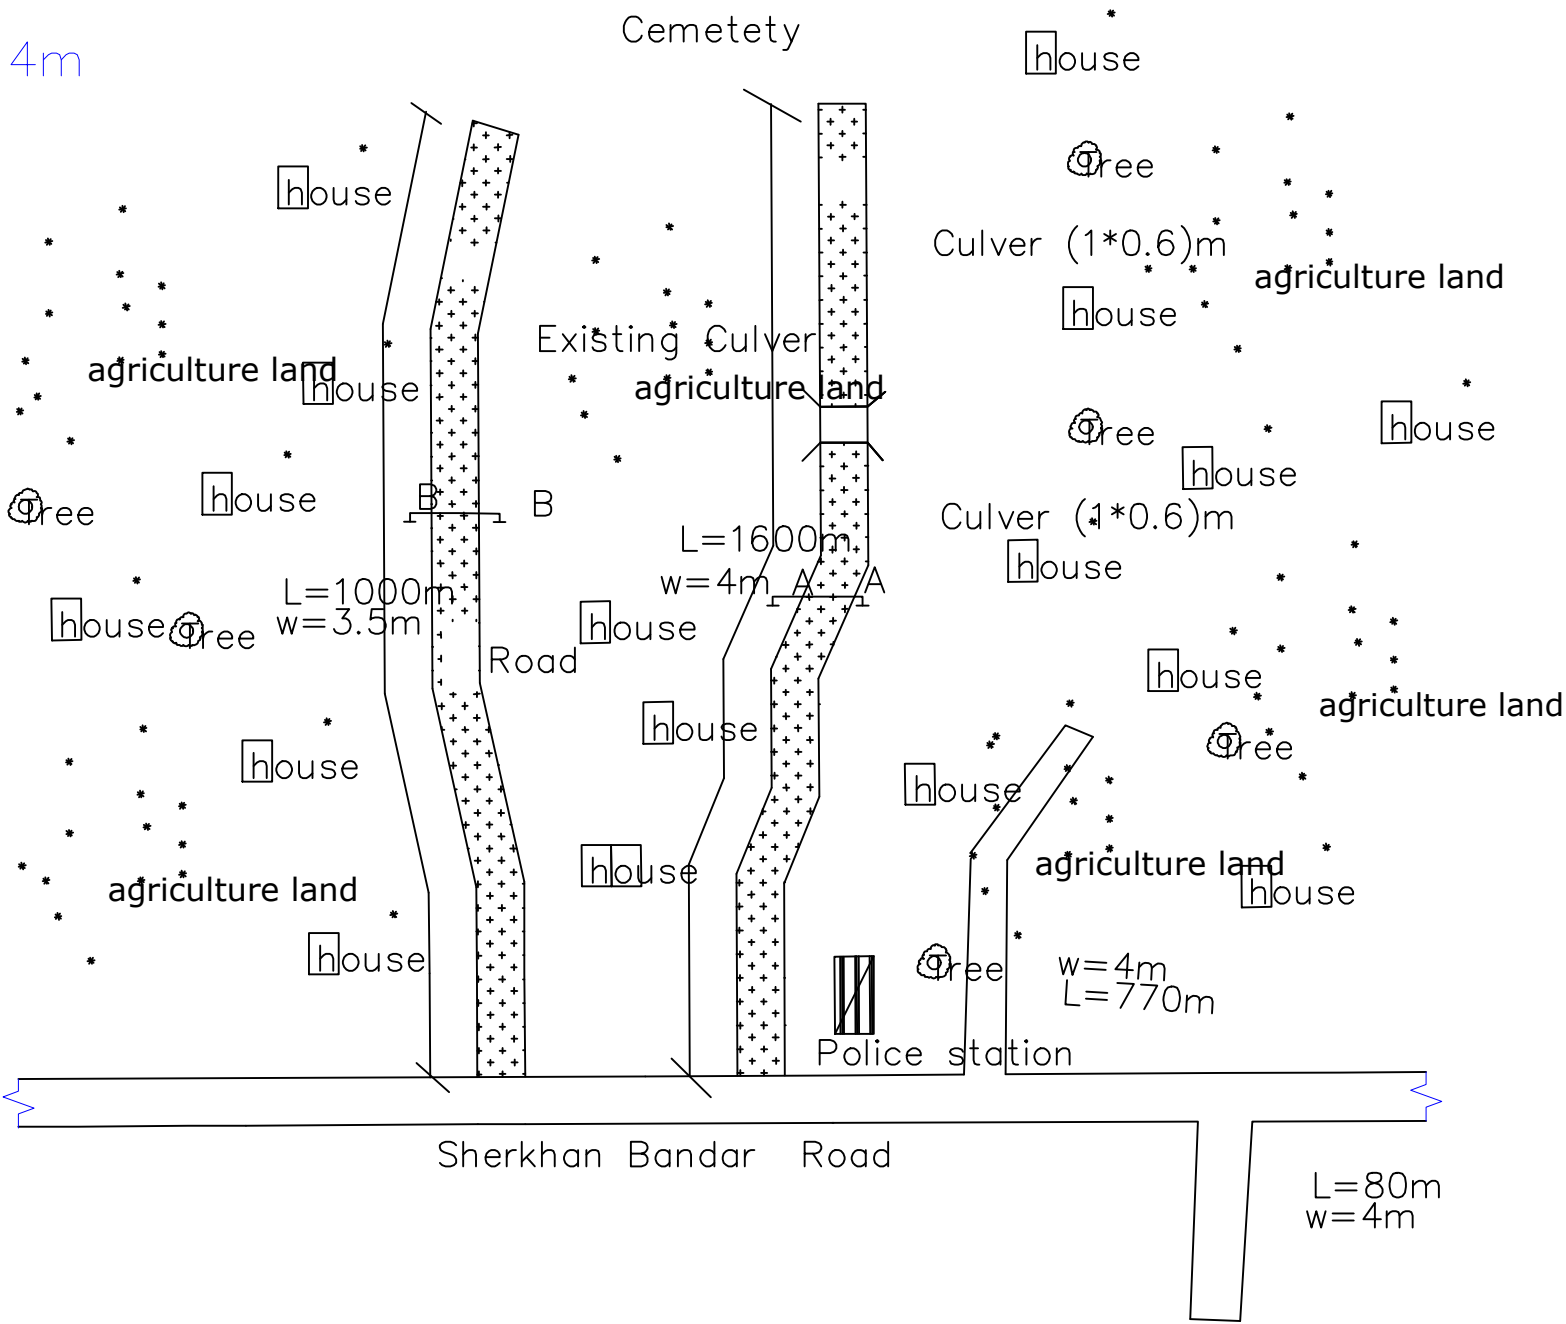 Cemetety
4m
house
house
Tree
Culver (1*0.6)m
agriculture land
house
Existing Culver
agriculture land
house
agriculture land
house
Tree
house
house
Tree
B
B
Culver (1*0.6)m
L=1600m
house
w=4m
A
A
L=1000m
w=3.5m
house
Tree
house
Road
house
agriculture land
house
Tree
house
house
agriculture land
house
agriculture land
house
house
Tree
w=4m
L=770m
Police station
Sherkhan Bandar Road
L=80m
w=4m